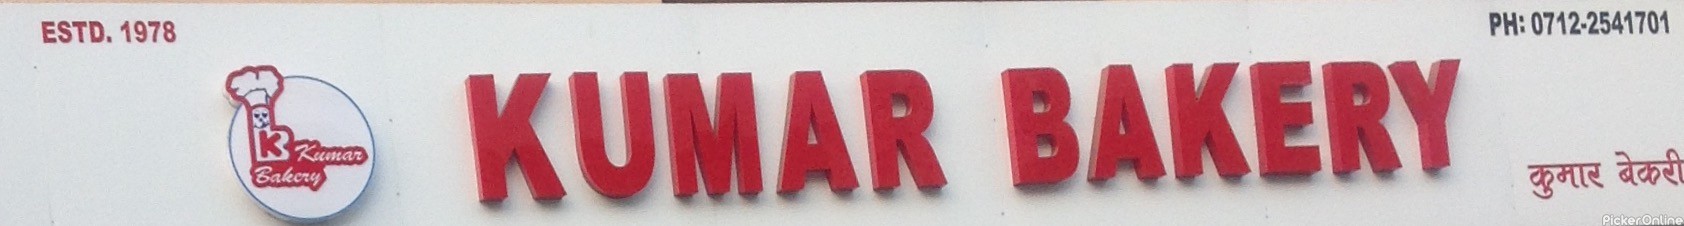 ESTD. 1978
PH: 0712-2541701
KUMAR BAKERY
K Kumar
Bakery
कुमार बेकरी
Picker Online